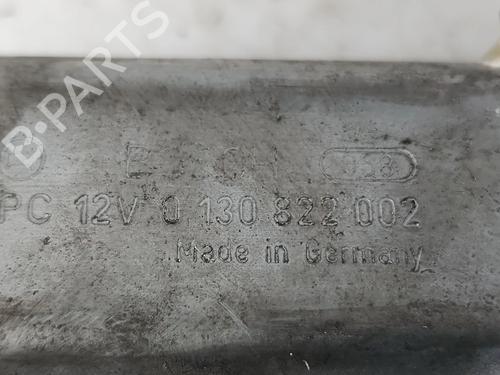 B-PARTS
BOSCH
PC 12V 0 130 822 002
Made in Germany